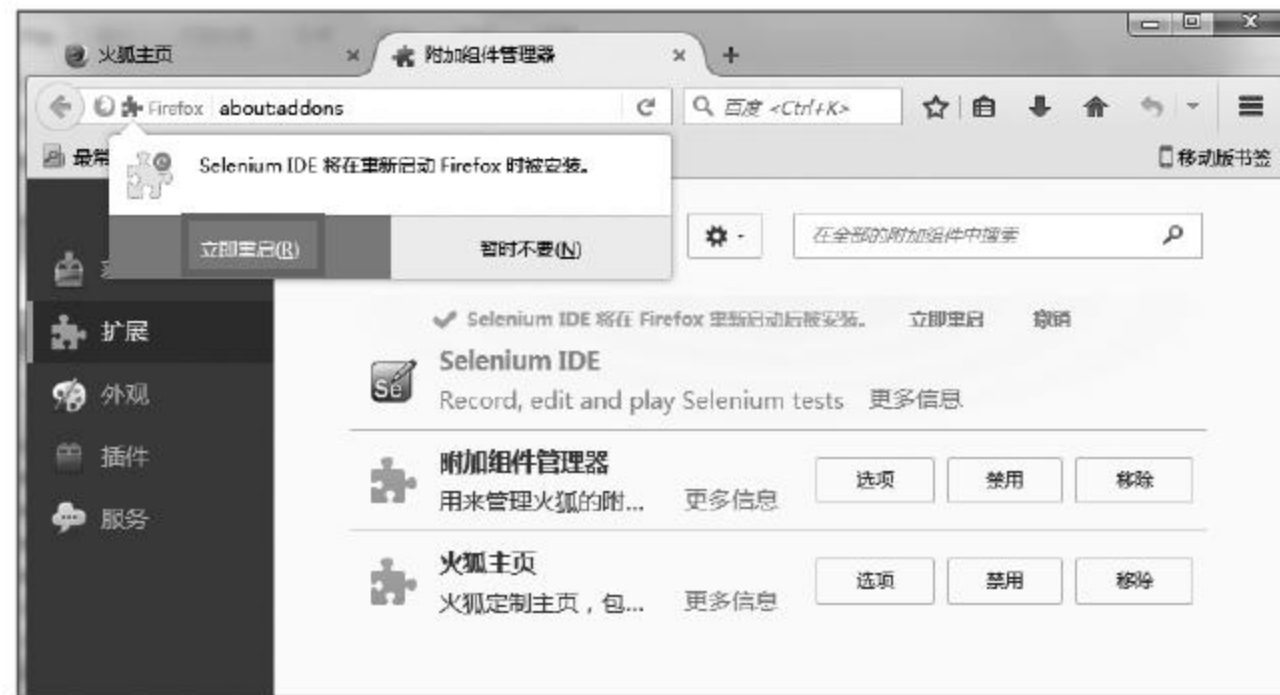 火狐主页
附加组件管理器
Firefox about:addons
百度 <Ctrl+K>
最常
移动版书签
Selenium IDE 将在重新启动 Firefox 时被安装。
立即重启(R)
暂时不要(N)
在全部的附加组件中搜索
扩展
外观
插件
服务
Selenium IDE 将在 Firefox 重新启动后被安装。 立即重启 撤销
Selenium IDE
Record, edit and play Selenium tests 更多信息
附加组件管理器
用来管理火狐的附... 更多信息
选项 禁用 移除
火狐主页
火狐定制主页，包... 更多信息
选项 禁用 移除